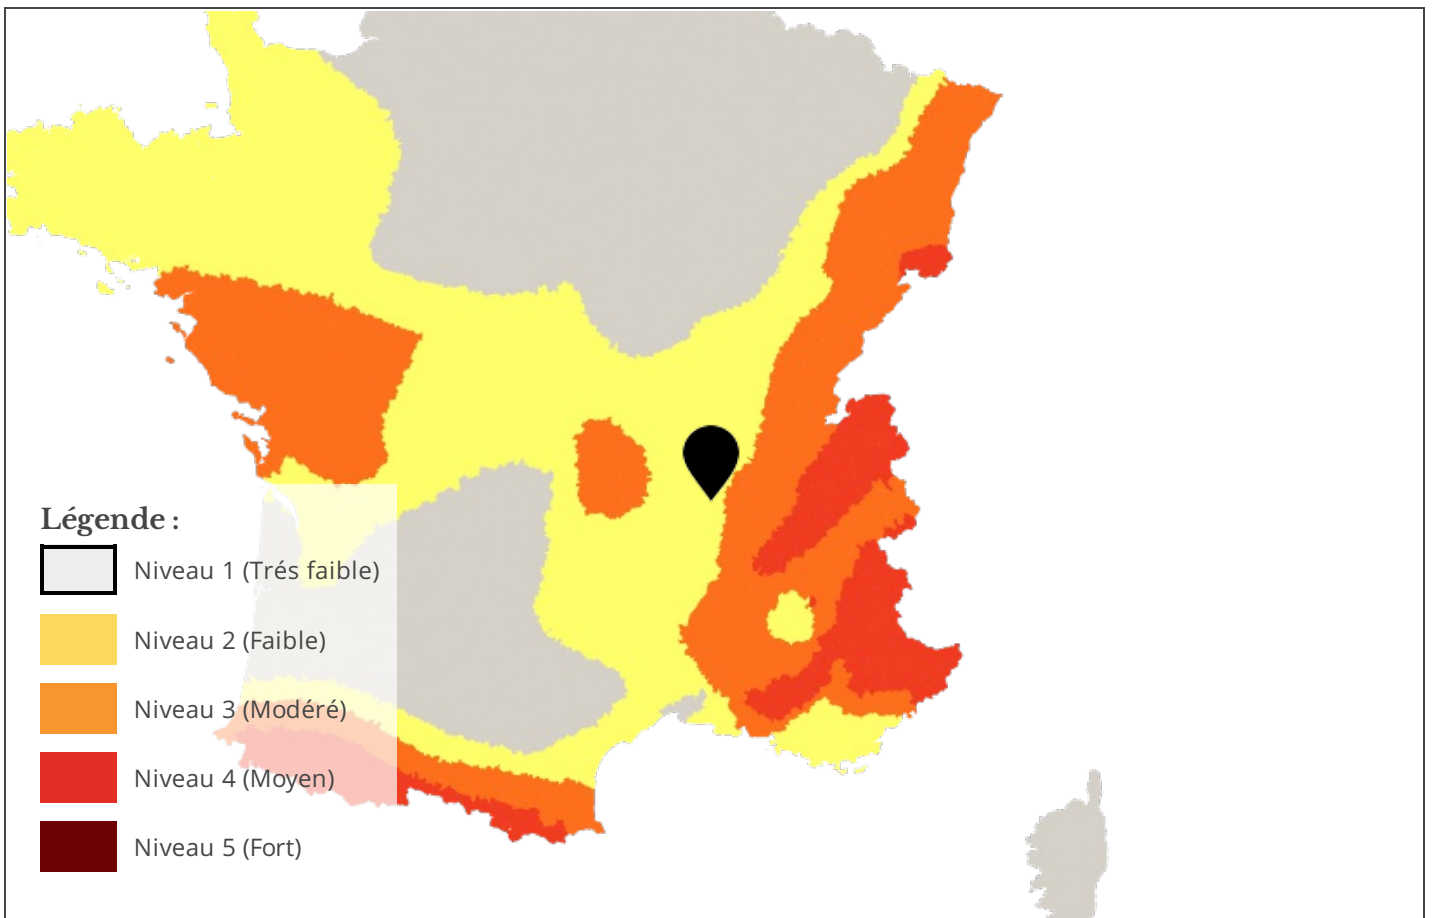 Légende :
Niveau 1 (Trés faible)
Niveau 2 (Faible)
Niveau 3 (Modéré)
Niveau 4 (Moyen)
Niveau 5 (Fort)